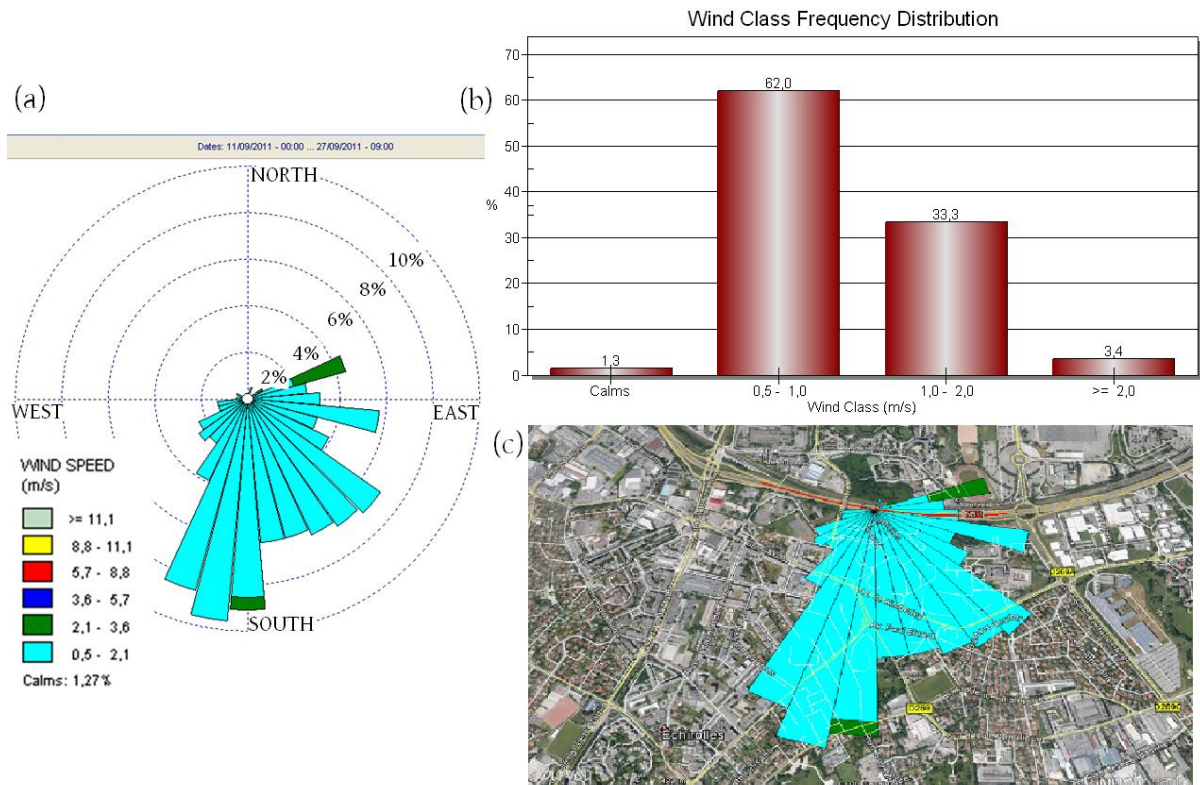 Wind Class Frequency Distribution
(a)
(b)
Dates: 11/09/2011 - 00:00 ... 27/09/2011 - 09:00
NORTH
10%
8%
6%
4%
2%
WEST
EAST
SOUTH
WIND SPEED
(m/s)
>= 11,1
8,8 - 11,1
5,7 - 8,8
3,6 - 5,7
2,1 - 3,6
0,5 - 2,1
Calms: 1,27%
70
60
50
40
30
20
10
0
%
1,3
62,0
33,3
3,4
Calms
0,5 - 1,0
1,0 - 2,0
>= 2,0
Wind Class (m/s)
(c)
D269
Echirolles